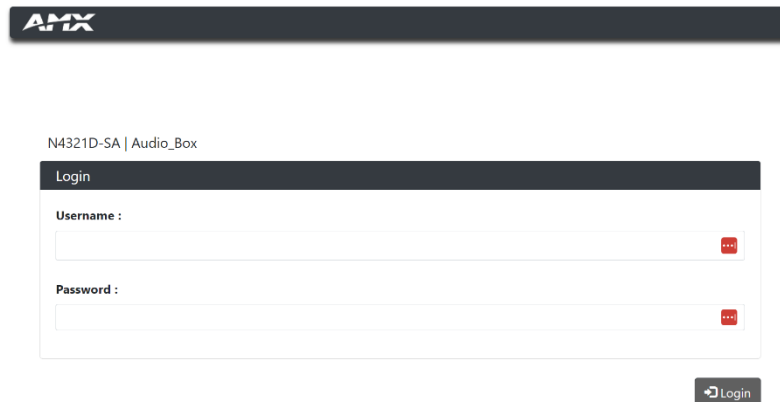 AMX
N4321D-SA | Audio_Box
Login
Username :
Password :
Login